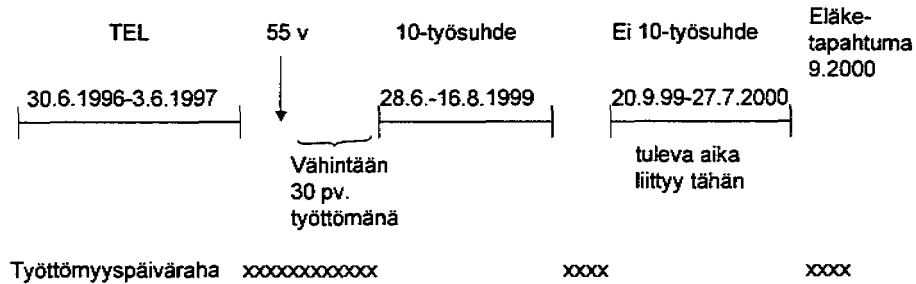 TEL 55 v 10-työsuhde Ei 10-työsuhde Eläke-
tapahtuma
9.2000
30.6.1996-3.6.1997 28.6.-16.8.1999 20.9.99-27.7.2000
Vähintään
30 pv.
työttömänä
tuleva aika
liittyy tähän
Työttömyyspäiväraha xxxxxxxxxxxx xxxx xxxx